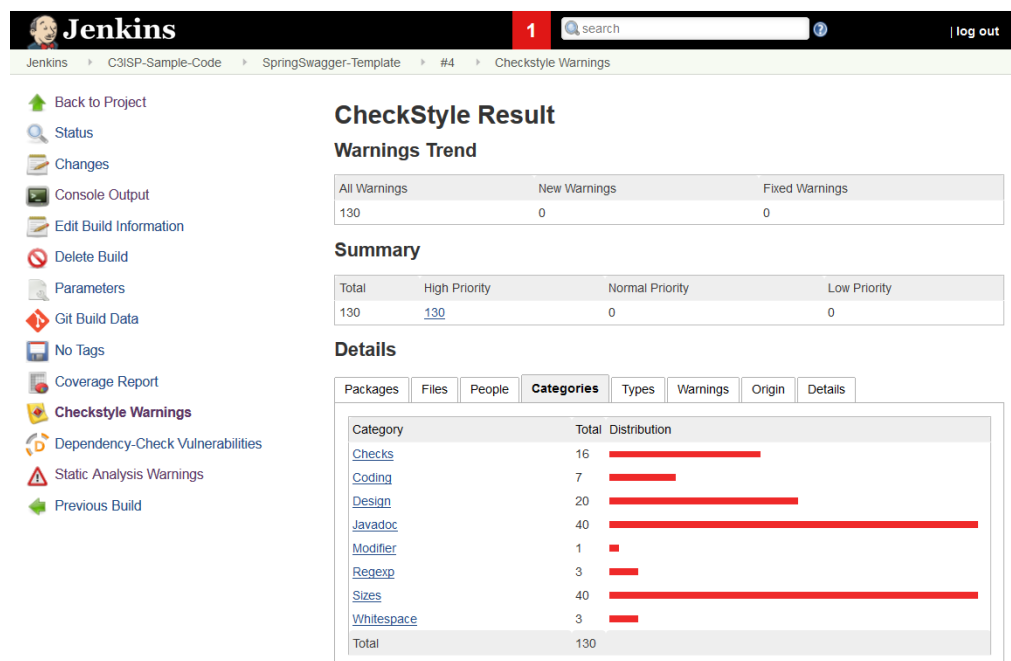 Jenkins
1
search
?
| log out
Jenkins C3ISP-Sample-Code SpringSwagger-Template #4 Checkstyle Warnings
Back to Project
Status
Changes
Console Output
Edit Build Information
Delete Build
Parameters
Git Build Data
No Tags
Coverage Report
Checkstyle Warnings
Dependency-Check Vulnerabilities
Static Analysis Warnings
Previous Build
CheckStyle Result
Warnings Trend
All Warnings New Warnings Fixed Warnings
130 0 0
Summary
Total High Priority Normal Priority Low Priority
130 130 0 0
Details
Packages Files People Categories Types Warnings Origin Details
Category Total Distribution
Checks 16
Coding 7
Design 20
Javadoc 40
Modifier 1
Regexp 3
Sizes 40
Whitespace 3
Total 130